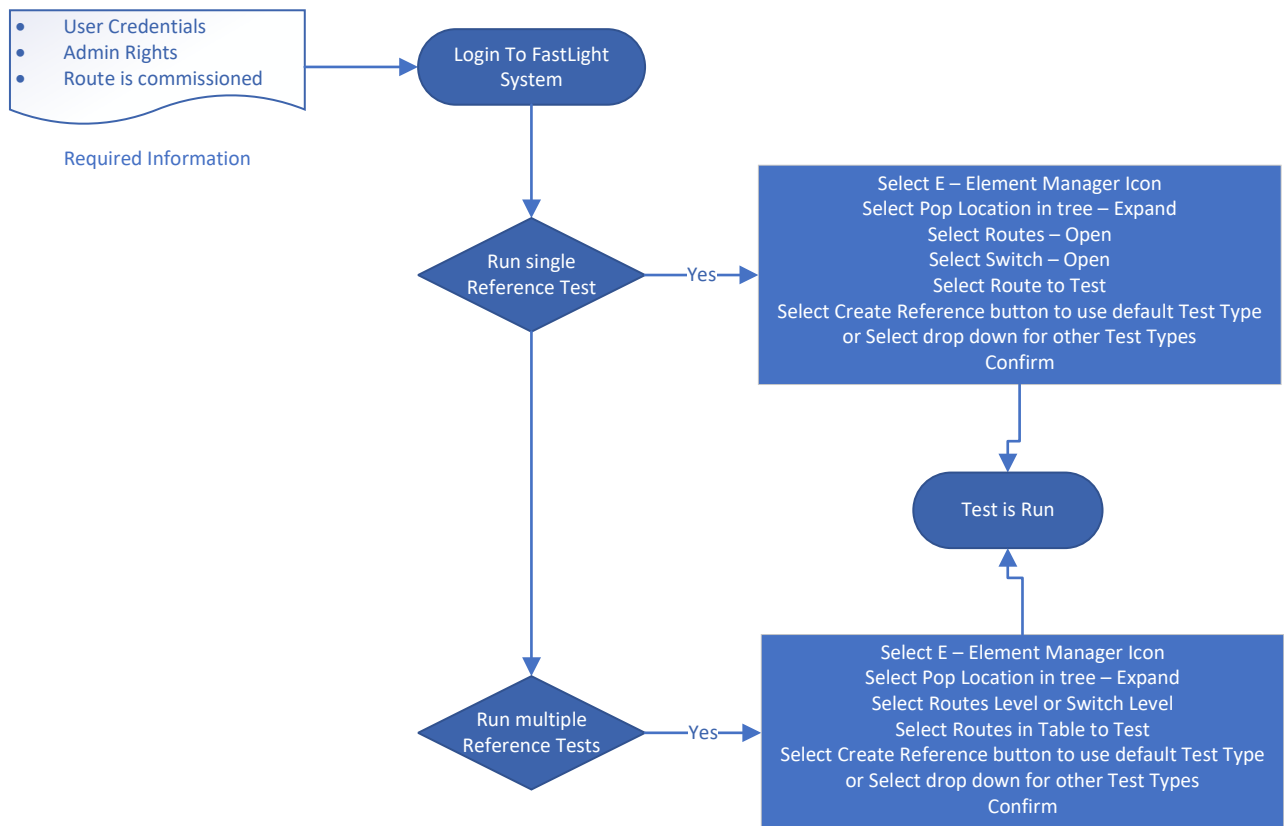 • User Credentials
• Admin Rights
• Route is commissioned
Required Information
Login To FastLight
System
Run single
Reference Test
Yes
Select E – Element Manager Icon
Select Pop Location in tree – Expand
Select Routes – Open
Select Switch – Open
Select Route to Test
Select Create Reference button to use default Test Type
or Select drop down for other Test Types
Confirm
Test is Run
Run multiple
Reference Tests
Yes
Select E – Element Manager Icon
Select Pop Location in tree – Expand
Select Routes Level or Switch Level
Select Routes in Table to Test
Select Create Reference button to use default Test Type
or Select drop down for other Test Types
Confirm